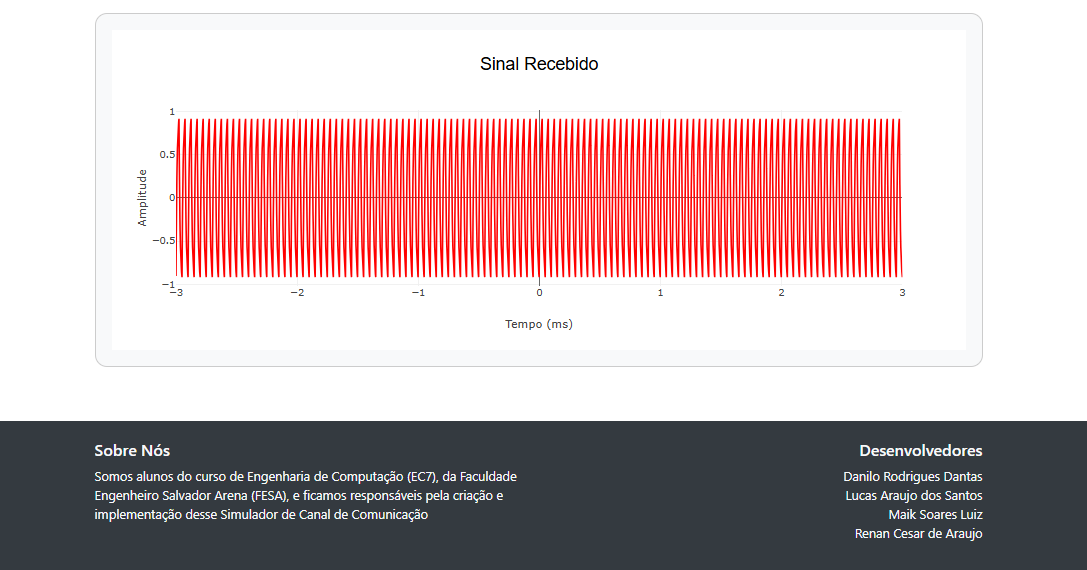 Sinal Recebido
1
0.5
0
−0.5
−1
Amplitude
−3
−2
−1
0
1
2
3
Tempo (ms)
Sobre Nós
Somos alunos do curso de Engenharia de Computação (EC7), da Faculdade
Engenheiro Salvador Arena (FESA), e ficamos responsáveis pela criação e
implementação desse Simulador de Canal de Comunicação
Desenvolvedores
Danilo Rodrigues Dantas
Lucas Araujo dos Santos
Maik Soares Luiz
Renan Cesar de Araujo